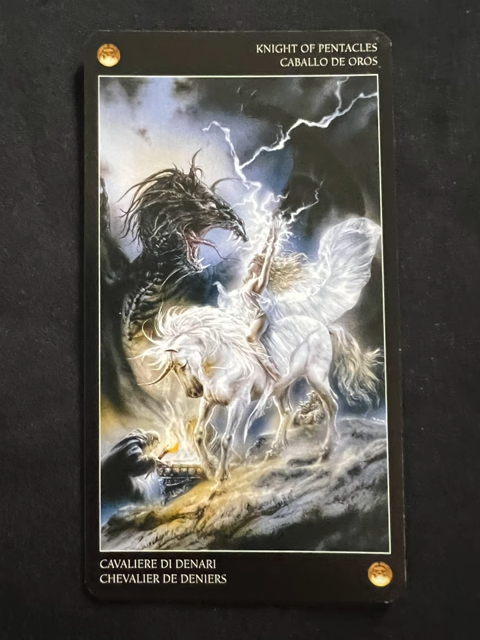 KNIGHT OF PENTACLES
CABALLO DE OROS
CAVALIERE DI DENARI
CHEVALIER DE DENIERS